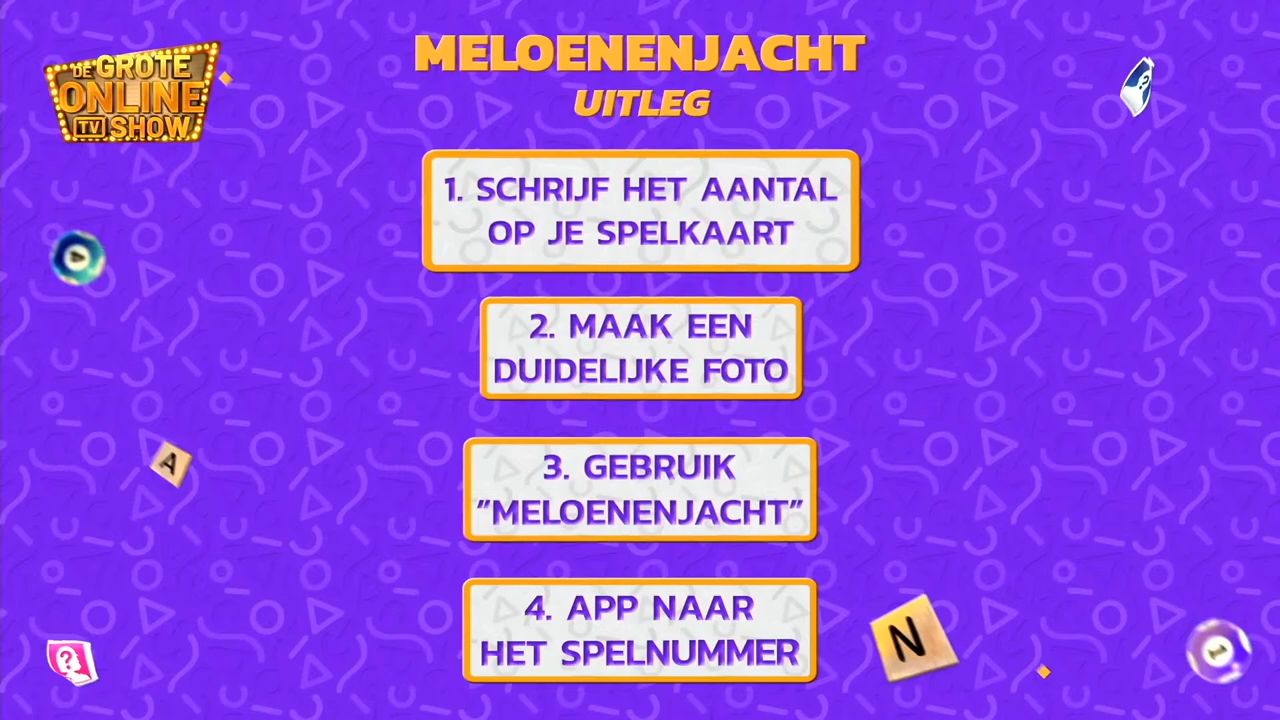 DE GROTE
ONLINE
TV SHOW
MELOENENJACHT
UITLEG
1. SCHRIJF HET AANTAL
OP JE SPELKAART
2. MAAK EEN
DUIDELIJKE FOTO
3. GEBRUIK
"MELOENENJACHT"
4. APP NAAR
HET SPELNUMMER
A
N
?
1